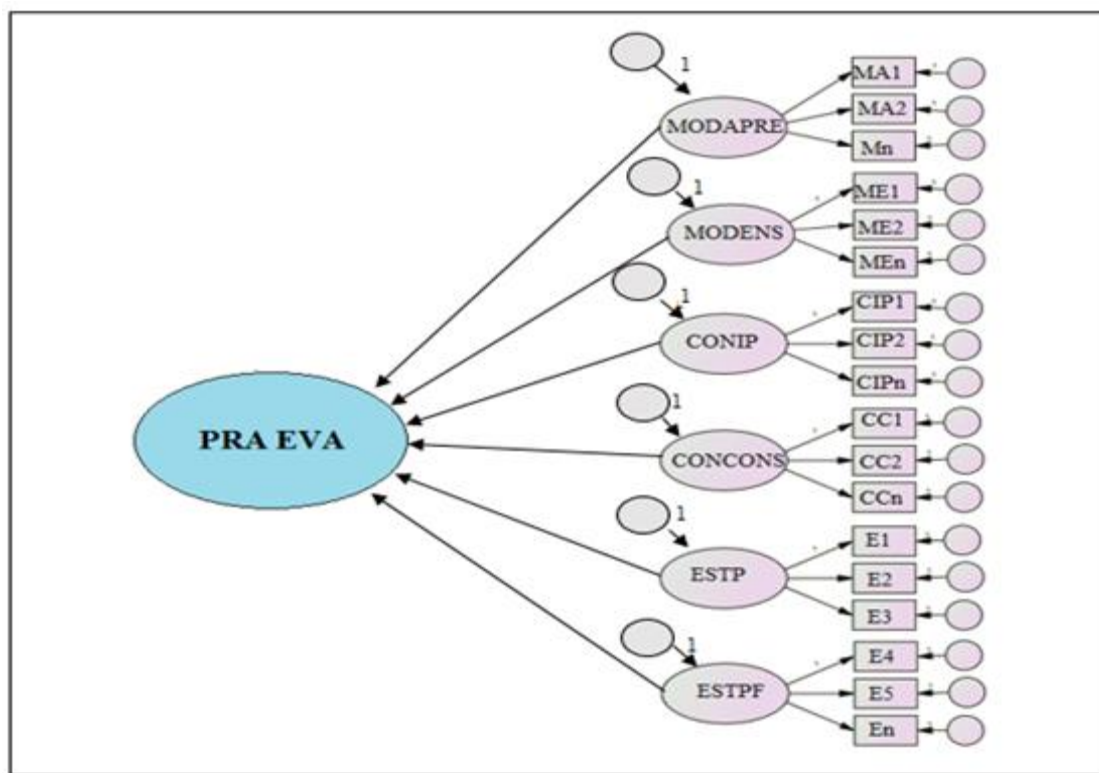 1
MODAPRE
MA1
MA2
Mn
1
MODENS
ME1
ME2
MEn
1
CONIP
CIP1
CIP2
CIPn
PRA EVA
1
CONCONS
CC1
CC2
CCn
1
ESTP
E1
E2
E3
1
ESTPF
E4
E5
En